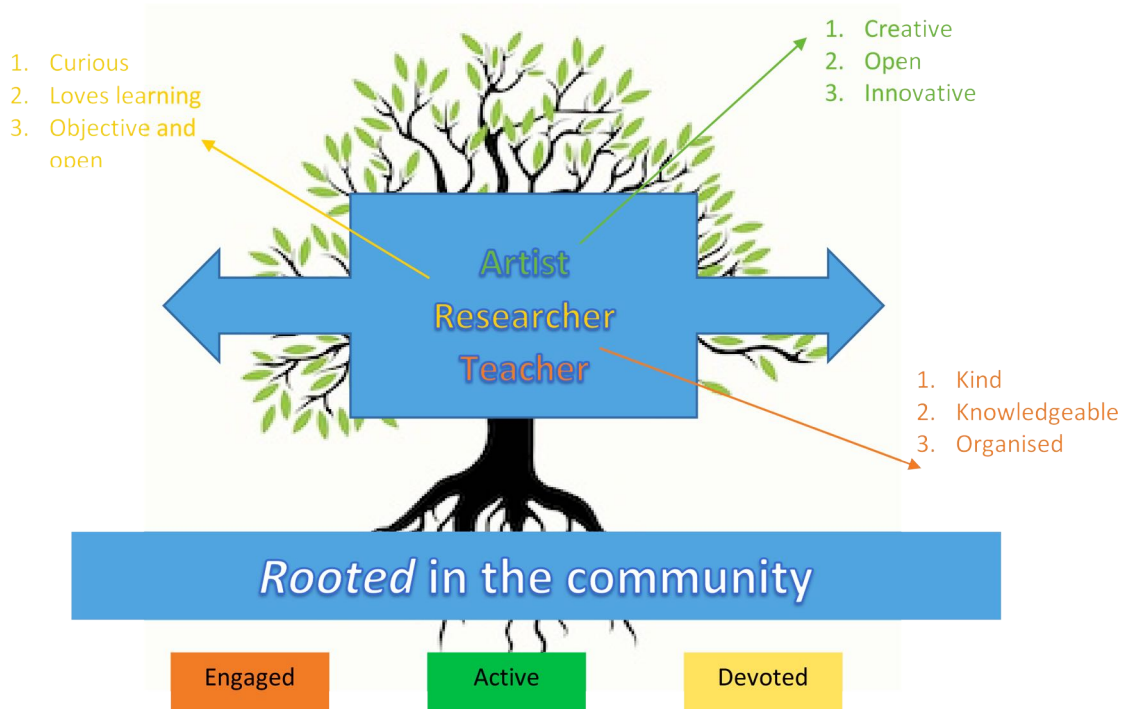 1. Curious
2. Loves learning
3. Objective and
open
1. Creative
2. Open
3. Innovative
Artist
Researcher
Teacher
1. Kind
2. Knowledgeable
3. Organised
Rooted in the community
Engaged
Active
Devoted